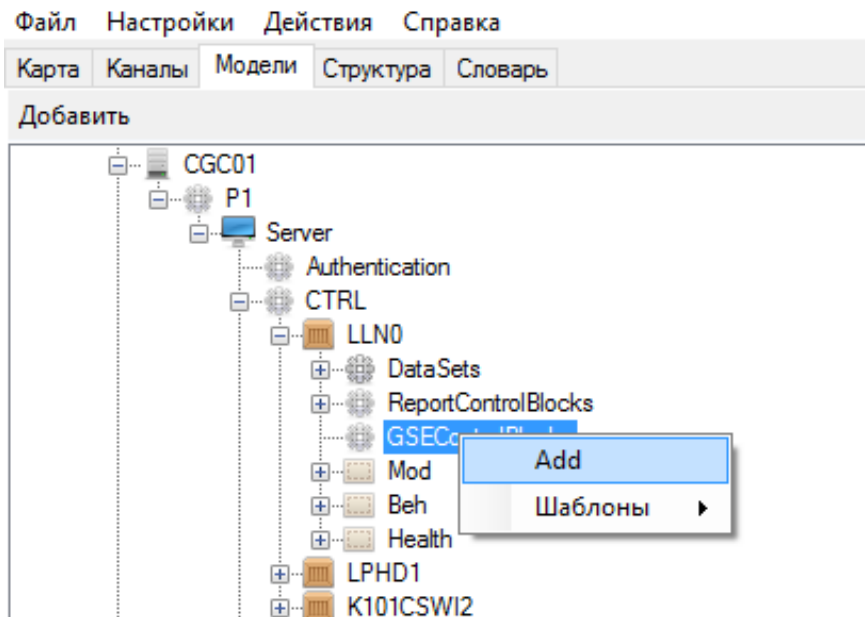 Файл Настройки Действия Справка
Карта Каналы Модели Структура Словарь
Добавить
CGC01
P1
Server
Authentication
CTRL
LLN0
DataSets
ReportControlBlocks
Add
Mod
Шаблоны
Beh
Health
LPHD1
K101CSWI2